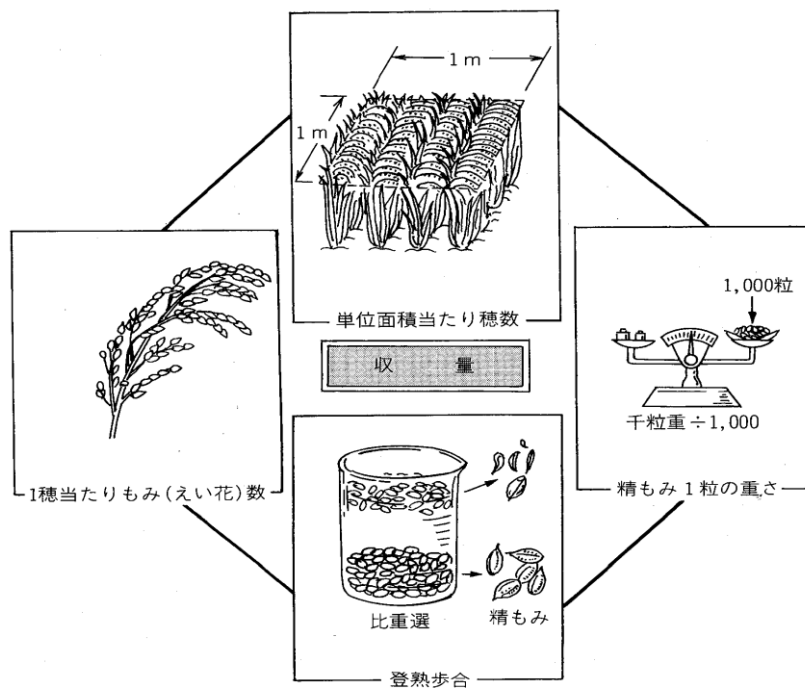 1 m
1 m
単位面積当たり穂数
収　量
1,000粒
千粒重÷1,000
1穂当たりもみ(えい花)数
精もみ1粒の重さ
比重選
精もみ
登熟歩合